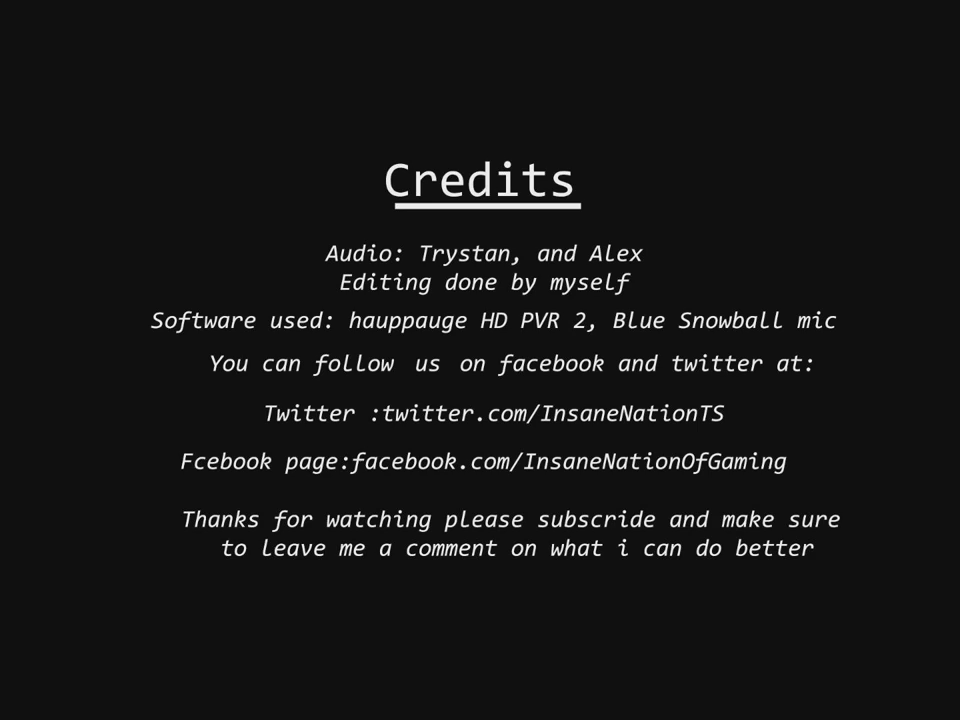 Credits
Audio: Trystan, and Alex
Editing done by myself
Software used: hauppauge HD PVR 2, Blue Snowball mic
You can follow us on facebook and twitter at:
Twitter :twitter.com/InsaneNationTS
Fcebook page:facebook.com/InsaneNationOfGaming
Thanks for watching please subscride and make sure
to leave me a comment on what i can do better